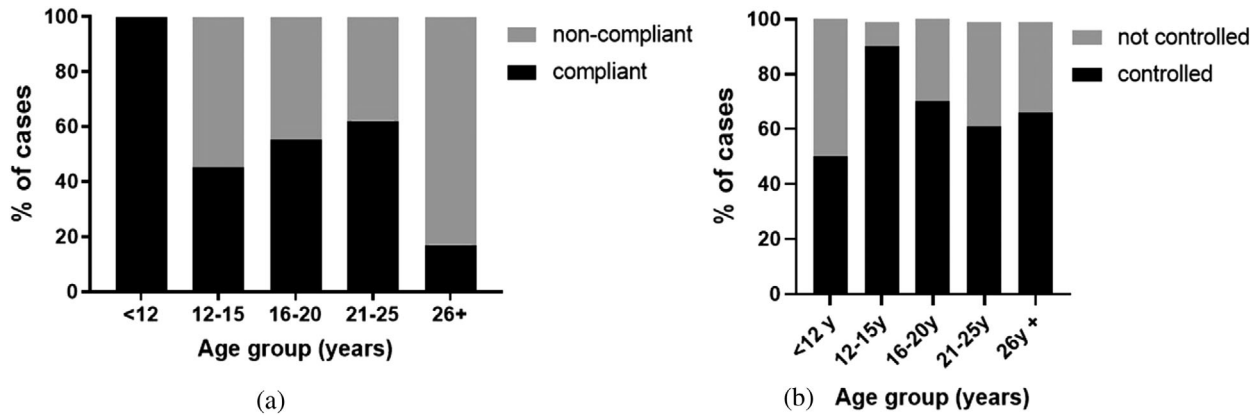 % of cases
100
80
60
40
20
0
<12 12-15 16-20 21-25 26+
Age group (years)
non-compliant
compliant
(a)
% of cases
100
80
60
40
20
0
<12 y 12-15y 16-20y 21-25y 26y +
Age group (years)
not controlled
controlled
(b)